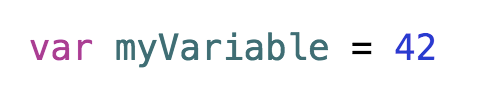 var myVariable = 42